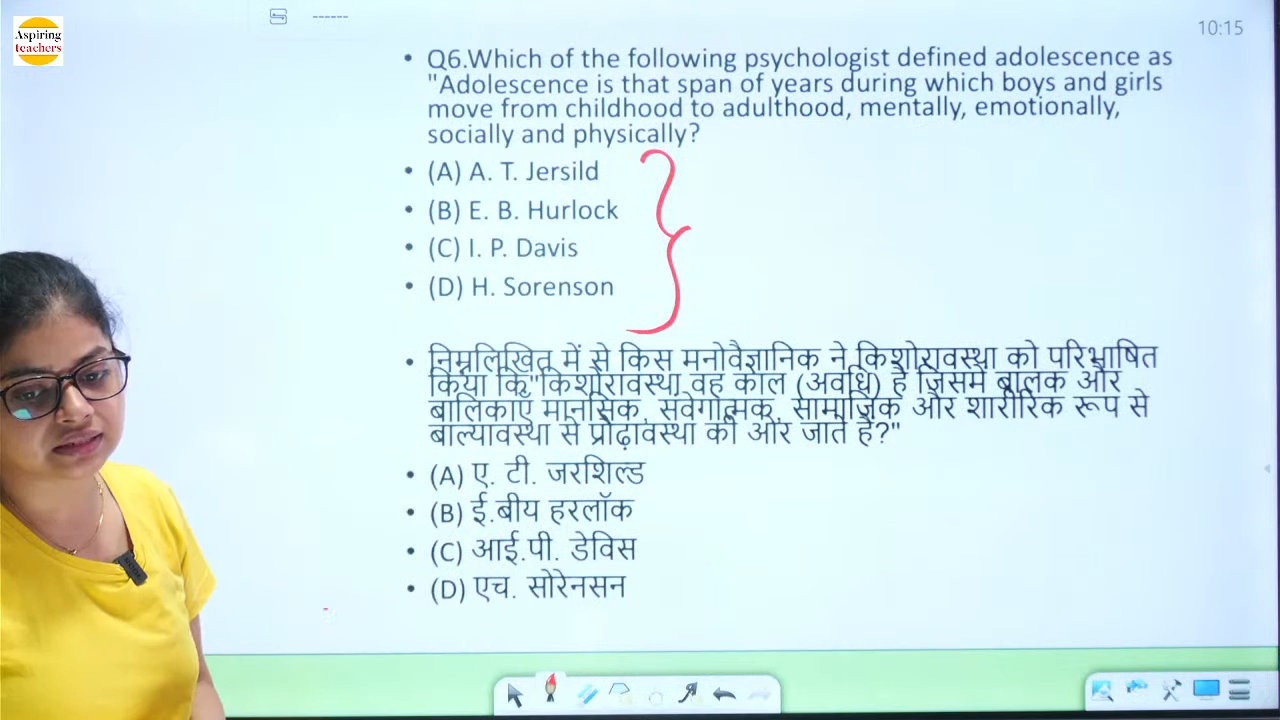 Aspiring
teachers
10:15
• Q6.Which of the following psychologist defined adolescence as
"Adolescence is that span of years during which boys and girls
move from childhood to adulthood, mentally, emotionally,
socially and physically?
• (A) A. T. Jersild
• (B) E. B. Hurlock
• (C) I. P. Davis
• (D) H. Sorenson
• निम्नलिखित में से किस मनोवैज्ञानिक ने किशोरावस्था को परिभाषित
किया कि "किशोरावस्था वह काल (अवधि) है जिसमें बालक और
बालिकाएँ मानसिक, संवेगात्मक, सामाजिक और शारीरिक रूप से
बाल्यावस्था से प्रौढ़ावस्था की ओर जाते हैं?"
• (A) ए. टी. जरशिल्ड
• (B) ई.बीय हरलॉक
• (C) आई.पी. डेविस
• (D) एच. सोरेनसन